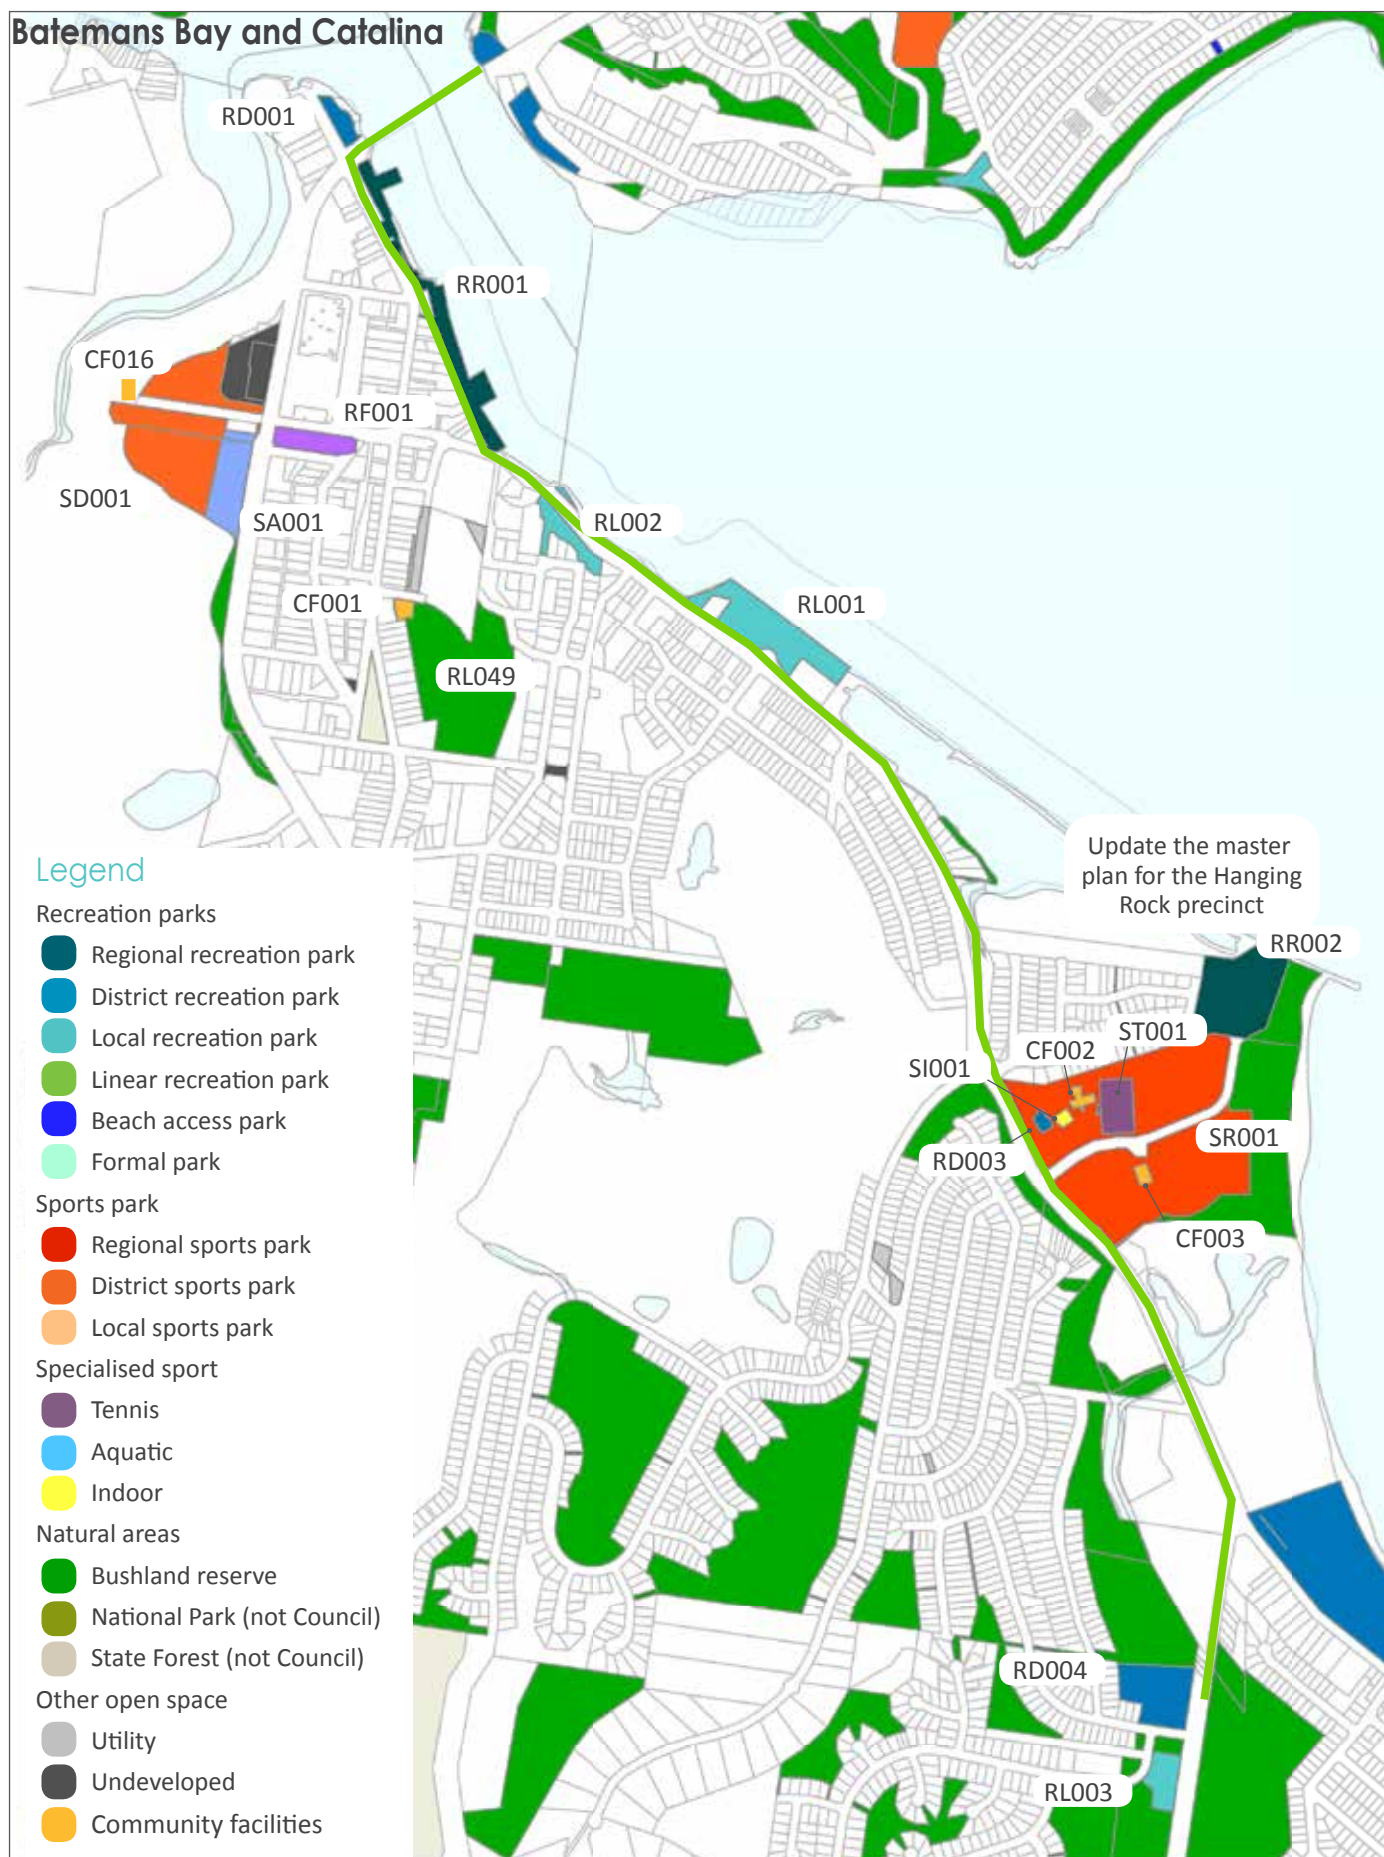 Batemans Bay and Catalina
RD001
RR001
CF016
RF001
SD001
SA001
RL002
CF001
RL001
RL049
Update the master
plan for the Hanging
Rock precinct
RR002
ST001
CF002
SI001
SR001
RD003
CF003
RD004
RL003
Legend
Recreation parks
Regional recreation park
District recreation park
Local recreation park
Linear recreation park
Beach access park
Formal park
Sports park
Regional sports park
District sports park
Local sports park
Specialised sport
Tennis
Aquatic
Indoor
Natural areas
Bushland reserve
National Park (not Council)
State Forest (not Council)
Other open space
Utility
Undeveloped
Community facilities